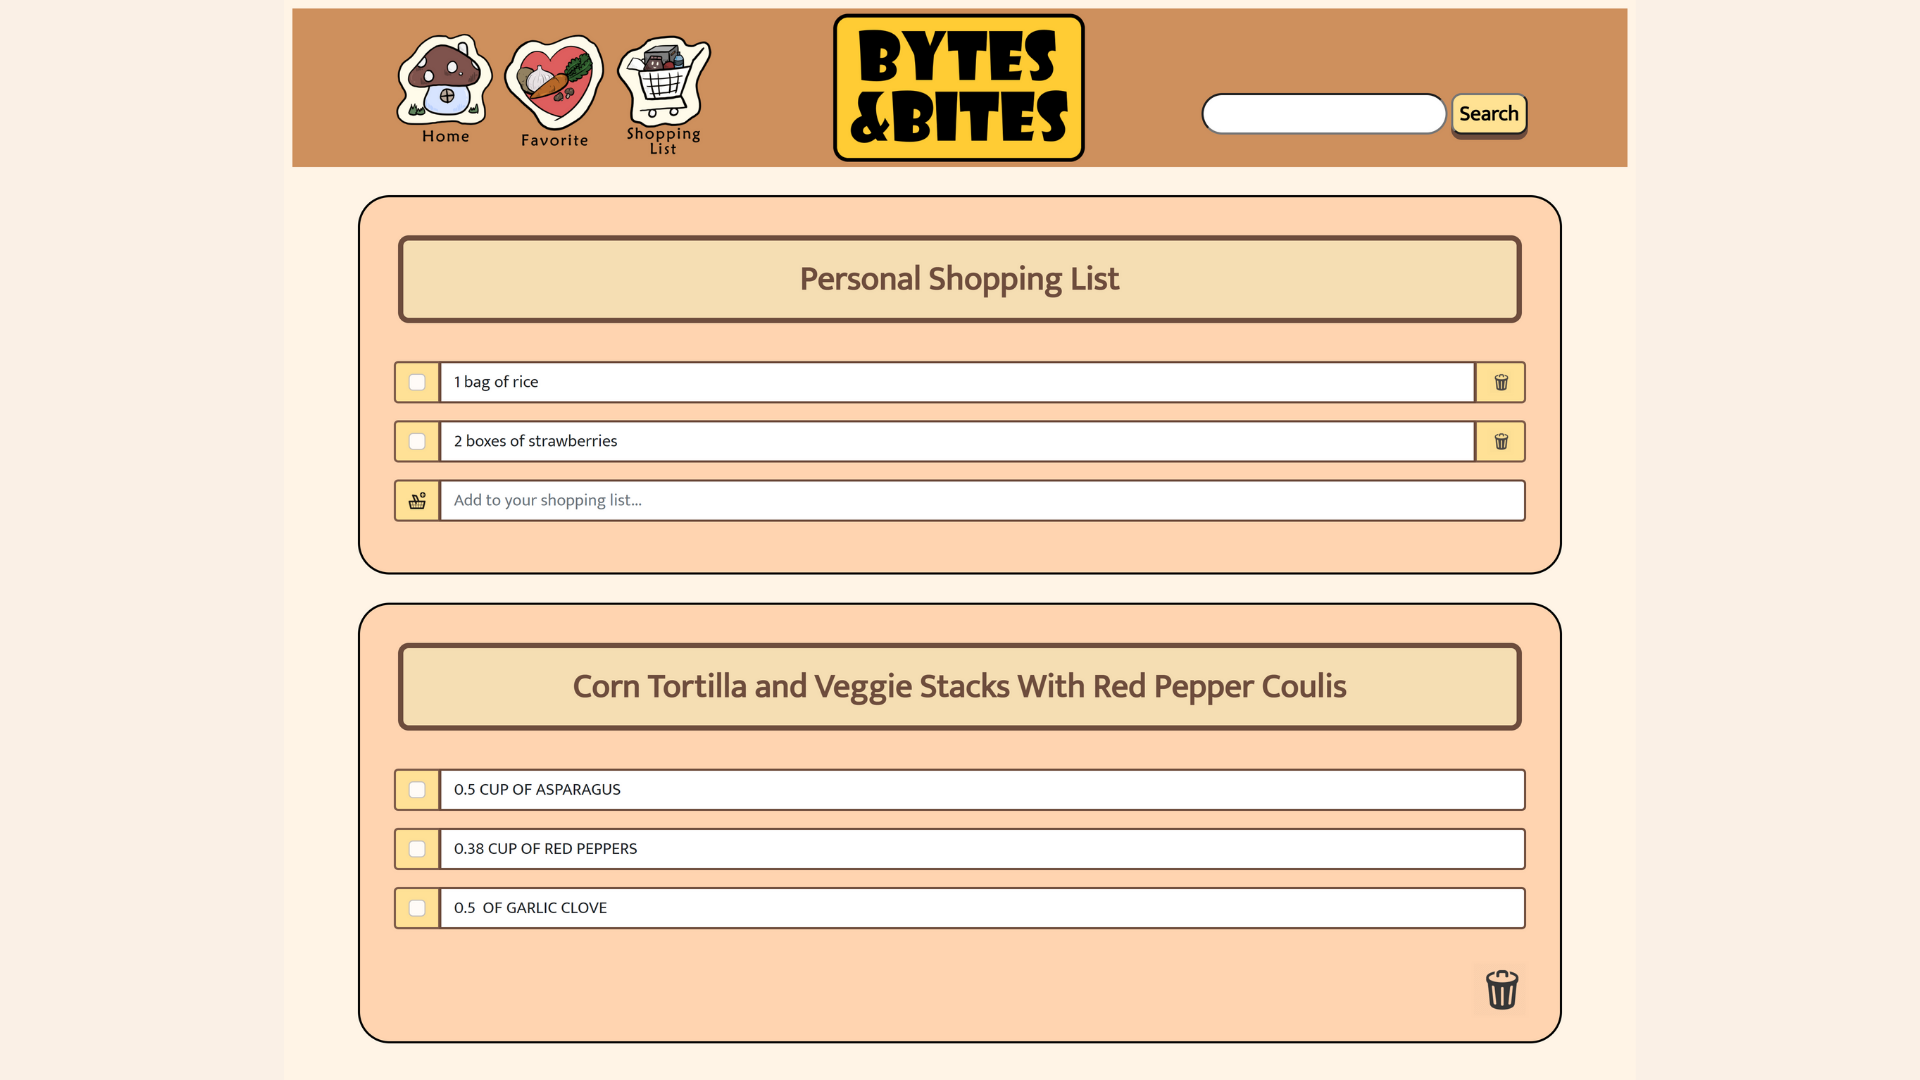 Home
Favorite
Shopping
List
BYTES
&BITES
Search
Personal Shopping List
1 bag of rice
2 boxes of strawberries
Add to your shopping list...
Corn Tortilla and Veggie Stacks With Red Pepper Coulis
0.5 CUP OF ASPARAGUS
0.38 CUP OF RED PEPPERS
0.5  OF GARLIC CLOVE